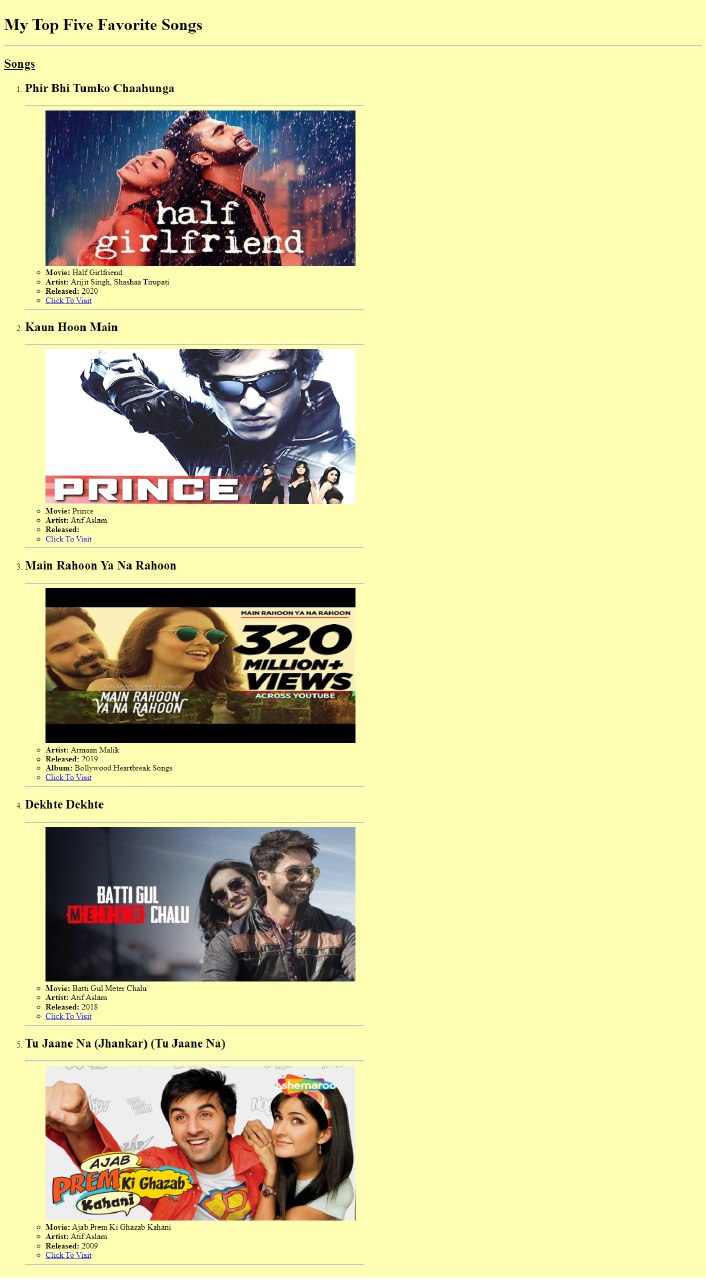 My Top Five Favorite Songs
Songs
1. Phir Bhi Tumko Chaahunga
half
girlfriend
Movie: Half Girlfriend
Artist: Arijit Singh, Shashaa Tirupati
Released: 2020
Click To Visit
2. Kaun Hoon Main
PRINCE
Movie: Prince
Artist: Atif Aslam
Released:
Click To Visit
3. Main Rahoon Ya Na Rahoon
MAIN RAHOON YA NA RAHOON
320
MILLION+
VIEWS
ACROSS YOUTUBE
MAIN RAHOON
YA NA RAHOON
Artist: Armaan Malik
Released: 2019
Album: Bollywood Heartbreak Songs
Click To Visit
4. Dekhte Dekhte
BATTI GUL
METER CHALU
Movie: Batti Gul Meter Chalu
Artist: Atif Aslam
Released: 2018
Click To Visit
5. Tu Jaane Na (Jhankar) (Tu Jaane Na)
shemaroo
ZAP
AJAB
PREM Ki Ghazab
Kahani
Movie: Ajab Prem Ki Ghazab Kahani
Artist: Atif Aslam
Released: 2009
Click To Visit